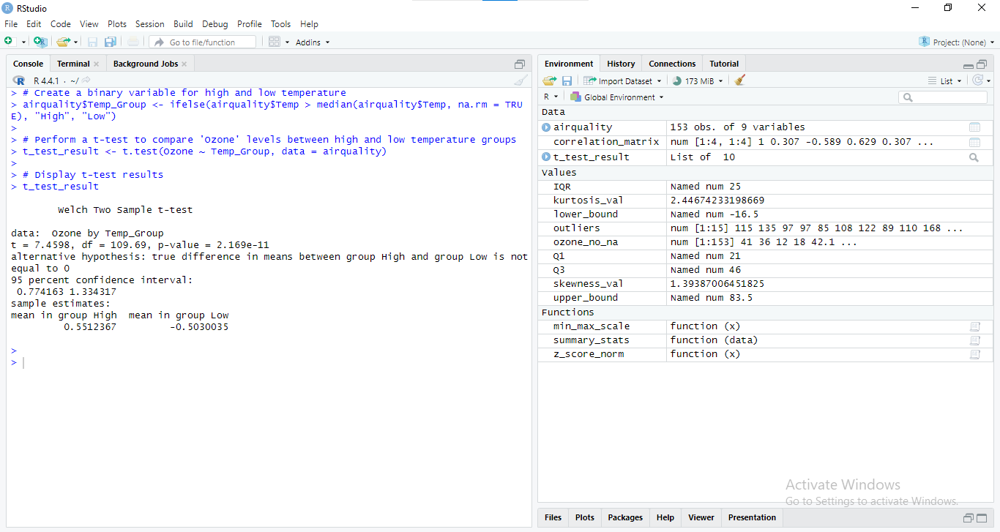 RStudio
File Edit Code View Plots Session Build Debug Profile Tools Help
Go to file/function Addins Project: (None)
Console Terminal Background Jobs
R 4.4.1 · ~/
> # Create a binary variable for high and low temperature
> airquality$Temp_Group <- ifelse(airquality$Temp > median(airquality$Temp, na.rm = TRU
E), "High", "Low")
>
> # Perform a t-test to compare 'Ozone' levels between high and low temperature groups
> t_test_result <- t.test(Ozone ~ Temp_Group, data = airquality)
>
> # Display t-test results
> t_test_result
Welch Two Sample t-test
data: Ozone by Temp_Group
t = 7.4598, df = 109.69, p-value = 2.169e-11
alternative hypothesis: true difference in means between group High and group Low is not
equal to 0
95 percent confidence interval:
0.774163 1.334317
sample estimates:
mean in group High mean in group Low
0.5512367 -0.5030035
>
>
Environment History Connections Tutorial
Import Dataset 173 MiB List
R Global Environment
Data
airquality 153 obs. of 9 variables
correlation_matrix num [1:4, 1:4] 1 0.307 -0.589 0.629 0.307 ...
t_test_result List of 10
Values
IQR Named num 25
kurtosis_val 2.44674233198669
lower_bound Named num -16.5
outliers num [1:15] 115 135 97 97 85 108 122 89 110 168 ...
ozone_no_na num [1:153] 41 36 12 18 42.1 ...
Q1 Named num 21
Q3 Named num 46
skewness_val 1.39387006451825
upper_bound Named num 83.5
Functions
min_max_scale function (x)
summary_stats function (data)
z_score_norm function (x)
Activate Windows
Go to Settings to activate Windows.
Files Plots Packages Help Viewer Presentation